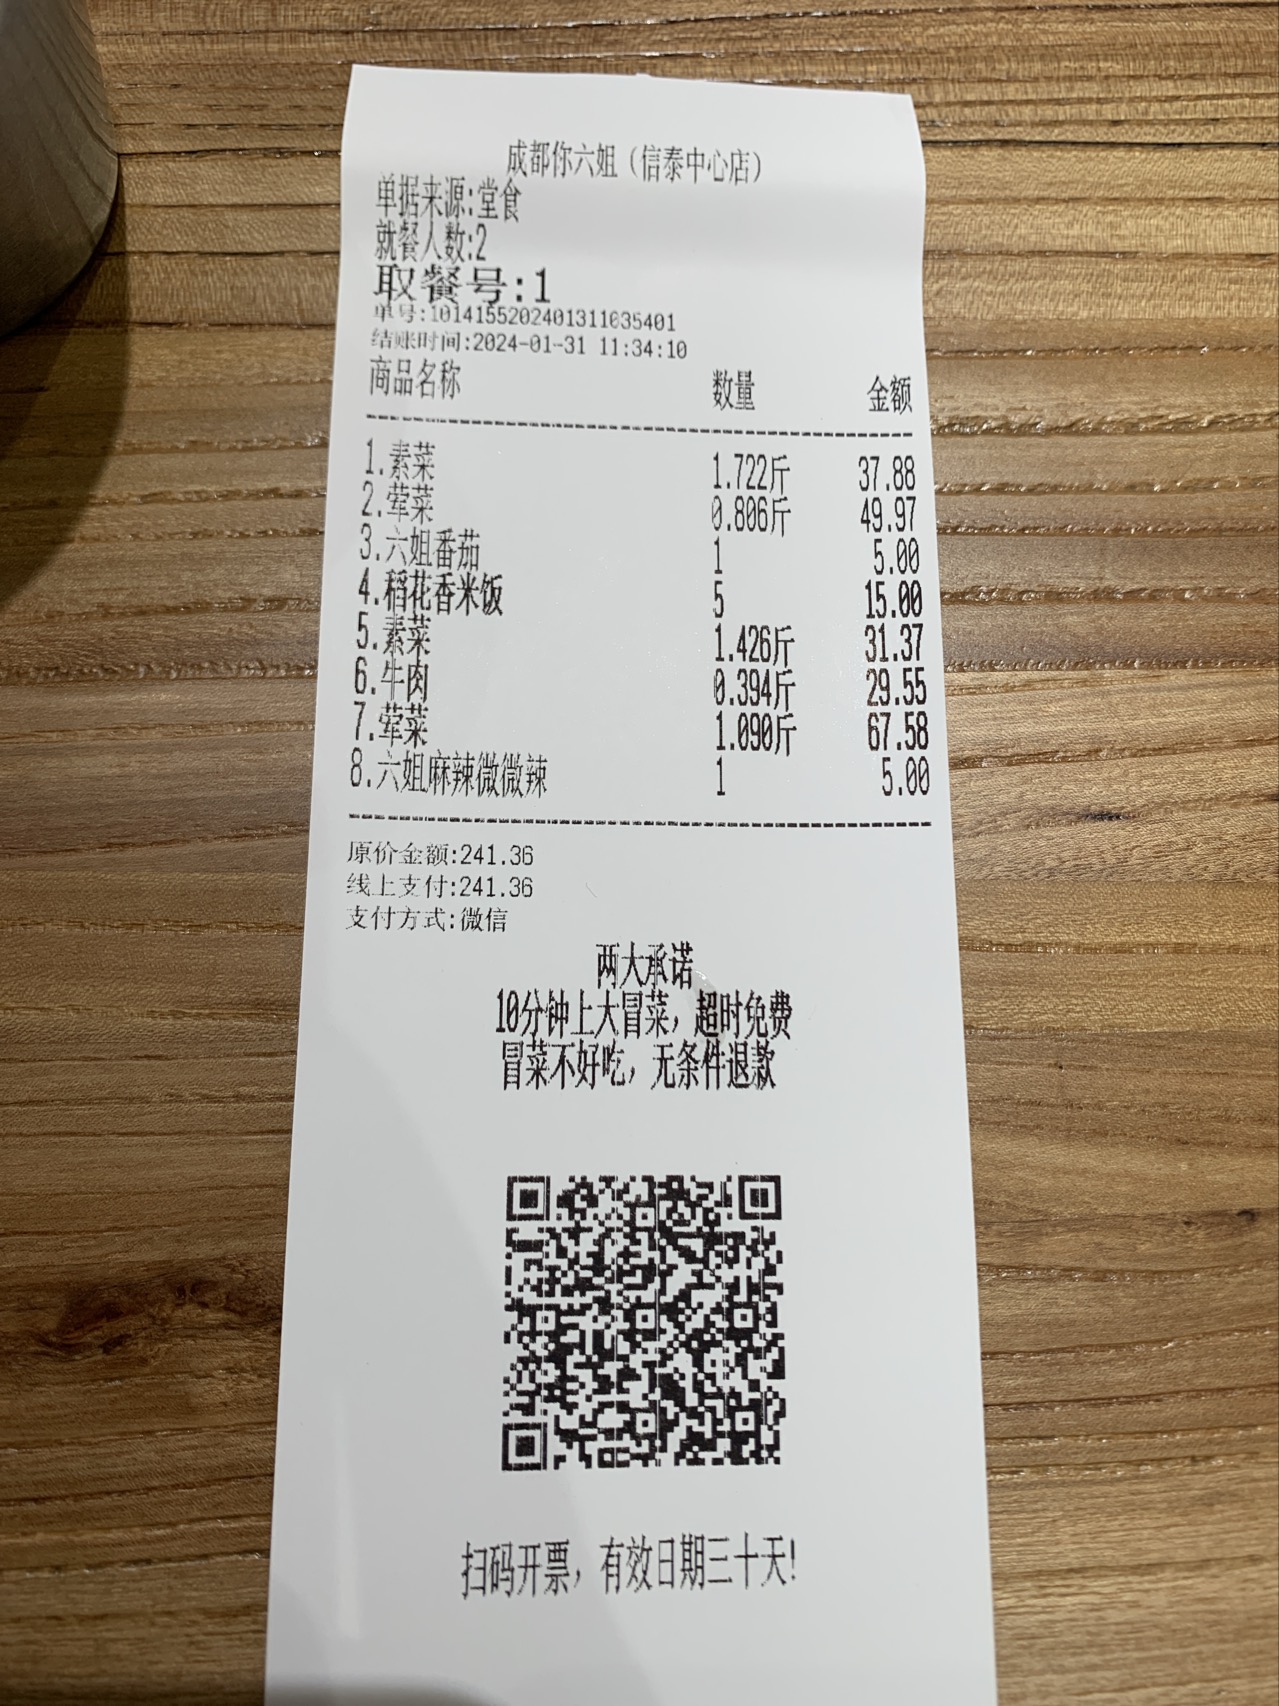 成都你六姐（信泰中心店）
单据来源:堂食
就餐人数:2
取餐号:1
单号:1014155202401311035401
结账时间:2024-01-31 11:34:10
商品名称 数量 金额
1.素菜 1.722斤 37.88
2.荤菜 0.806斤 49.97
3.六姐番茄 1 5.00
4.稻花香米饭 5 15.00
5.素菜 1.426斤 31.37
6.牛肉 0.394斤 29.55
7.荤菜 1.090斤 67.58
8.六姐麻辣微微辣 1 5.00
原价金额:241.36
线上支付:241.36
支付方式:微信
两大承诺
10分钟上大冒菜，超时免费
冒菜不好吃，无条件退款
扫码开票，有效日期三十天!